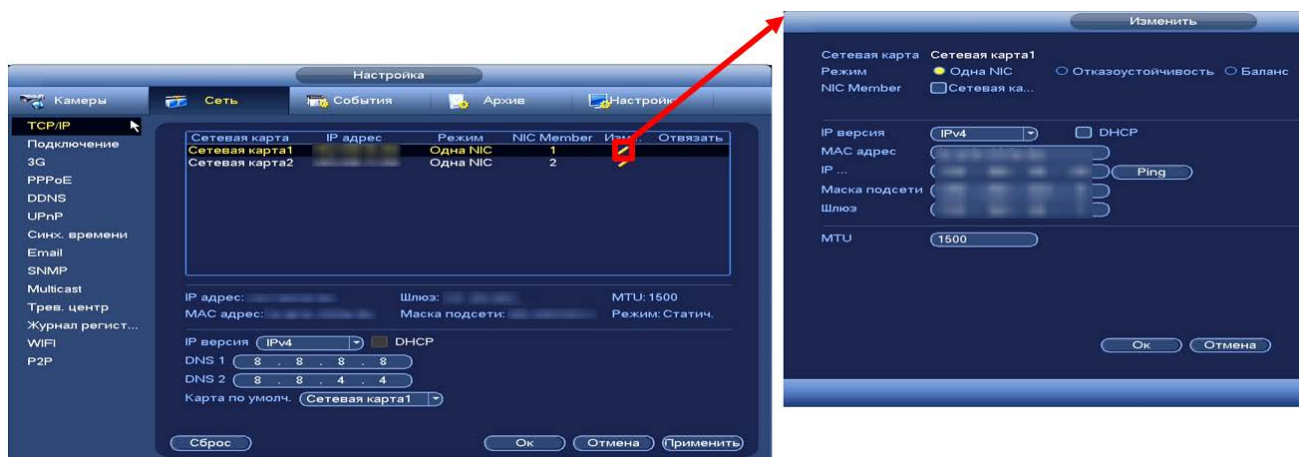 Настройка
Камеры Сеть События Архив Настройк
TCP/IP
Подключение
3G
PPPoE
DDNS
UPnP
Синх. времени
Email
SNMP
Multicast
Трев. центр
Журнал регист...
WIFI
P2P
Сетевая карта IP адрес Режим NIC Member Изм... Отвязать
Сетевая карта1 Одна NIC 1
Сетевая карта2 Одна NIC 2
IP адрес: Шлюз: MTU: 1500
MAC адрес: Маска подсети: Режим: Статич.
IP версия IPv4 DHCP
DNS 1 8 . 8 . 8 . 8
DNS 2 8 . 8 . 4 . 4
Карта по умолч. Сетевая карта1
Сброс Ок Отмена Применить
Изменить
Сетевая карта Сетевая карта1
Режим Одна NIC Отказоустойчивость Баланс
NIC Member Сетевая ка...
IP версия IPv4 DHCP
MAC адрес
IP ... Ping
Маска подсети
Шлюз
MTU 1500
Ок Отмена